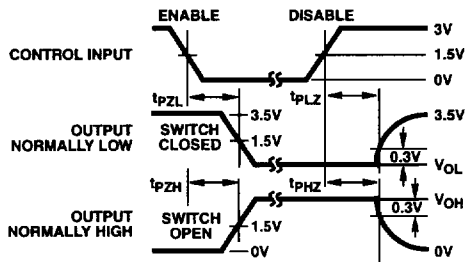 ENABLE DISABLE
3V
CONTROL INPUT 1.5V
0V
tPZL tPLZ
3.5V 3.5V
OUTPUT NORMALLY LOW
SWITCH CLOSED
1.5V
0.3V
VOL
tPZH tPHZ
VOH
0.3V
OUTPUT NORMALLY HIGH
SWITCH OPEN
1.5V
0V 0V